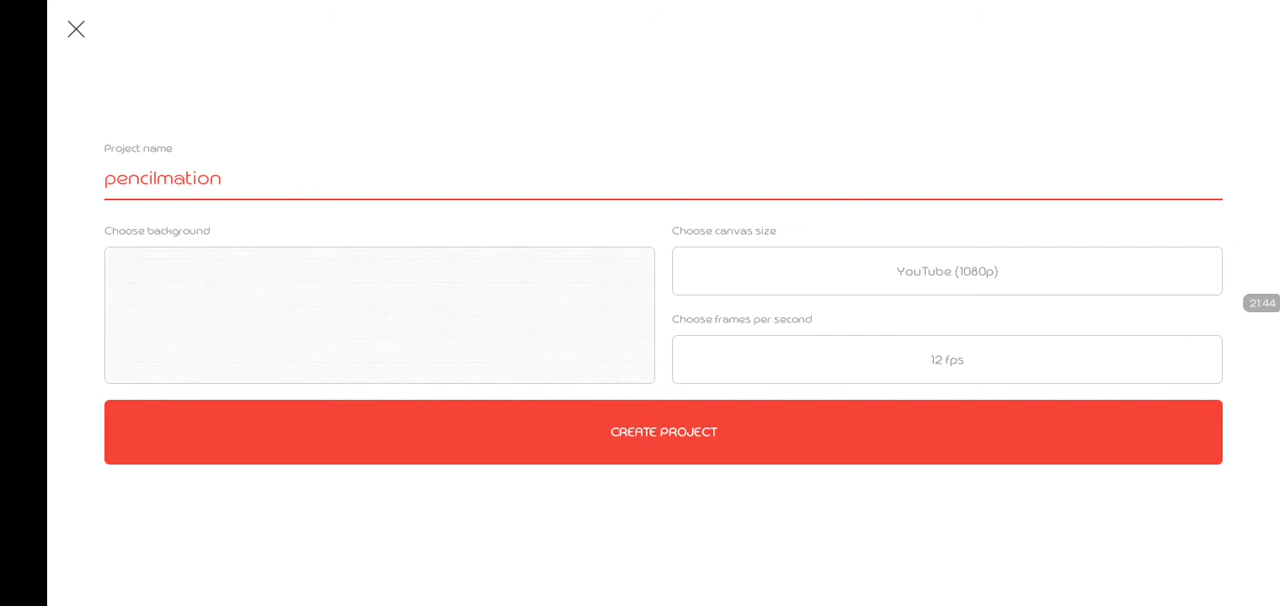 Project name
pencilmation
Choose background
Choose canvas size
YouTube (1080p)
21:44
Choose frames per second
12 fps
CREATE PROJECT